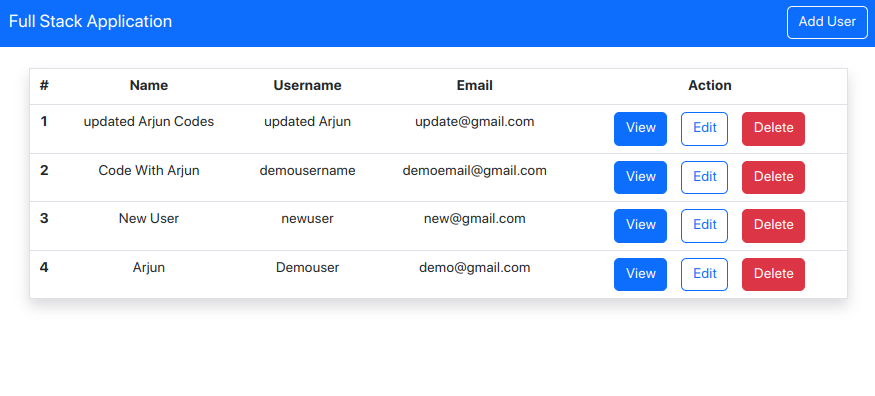 Full Stack Application Add User
# Name Username Email Action
1 updated Arjun Codes updated Arjun update@gmail.com View Edit Delete
2 Code With Arjun demousername demoemail@gmail.com View Edit Delete
3 New User newuser new@gmail.com View Edit Delete
4 Arjun Demouser demo@gmail.com View Edit Delete